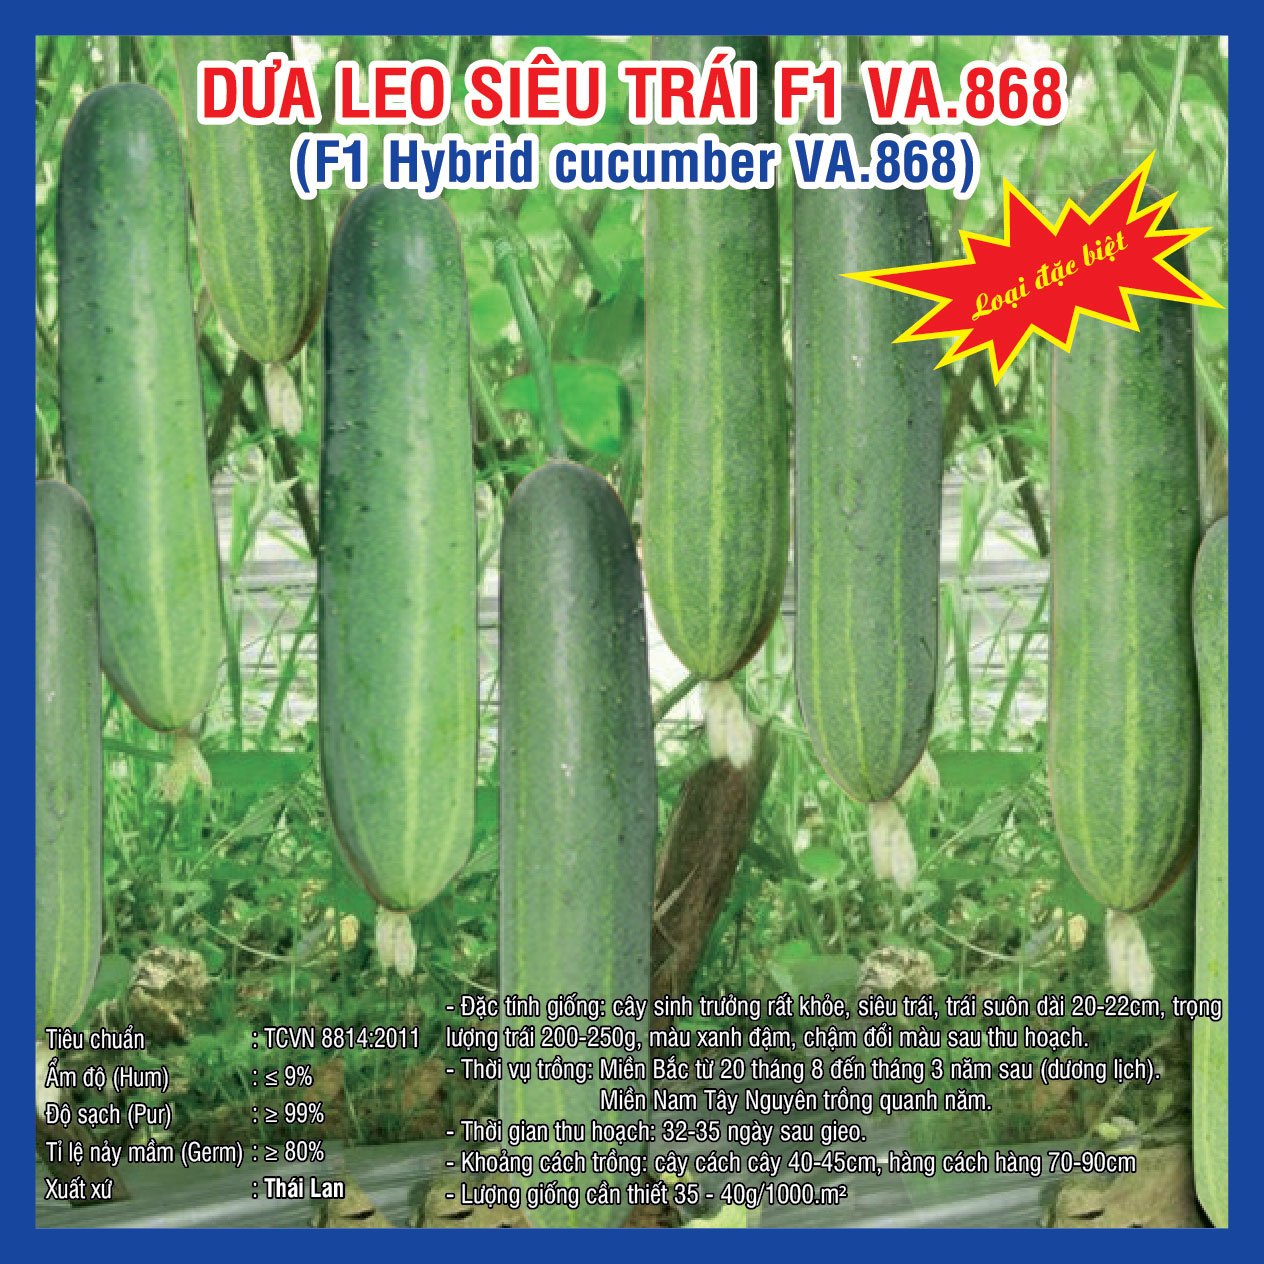 DƯA LEO SIÊU TRÁI F1 VA.868
(F1 Hybrid cucumber VA.868)
Loại đặc biệt
Tiêu chuẩn : TCVN 8814:2011
Ẩm độ (Hum) : ≤ 9%
Độ sạch (Pur) : ≥ 99%
Tỉ lệ nảy mầm (Germ) : ≥ 80%
Xuất xứ : Thái Lan
- Đặc tính giống: cây sinh trưởng rất khỏe, siêu trái, trái suôn dài 20-22cm, trọng
lượng trái 200-250g, màu xanh đậm, chậm đổi màu sau thu hoạch.
- Thời vụ trồng: Miền Bắc từ 20 tháng 8 đến tháng 3 năm sau (dương lịch).
Miền Nam Tây Nguyên trồng quanh năm.
- Thời gian thu hoạch: 32-35 ngày sau gieo.
- Khoảng cách trồng: cây cách cây 40-45cm, hàng cách hàng 70-90cm
- Lượng giống cần thiết 35 - 40g/1000.m²